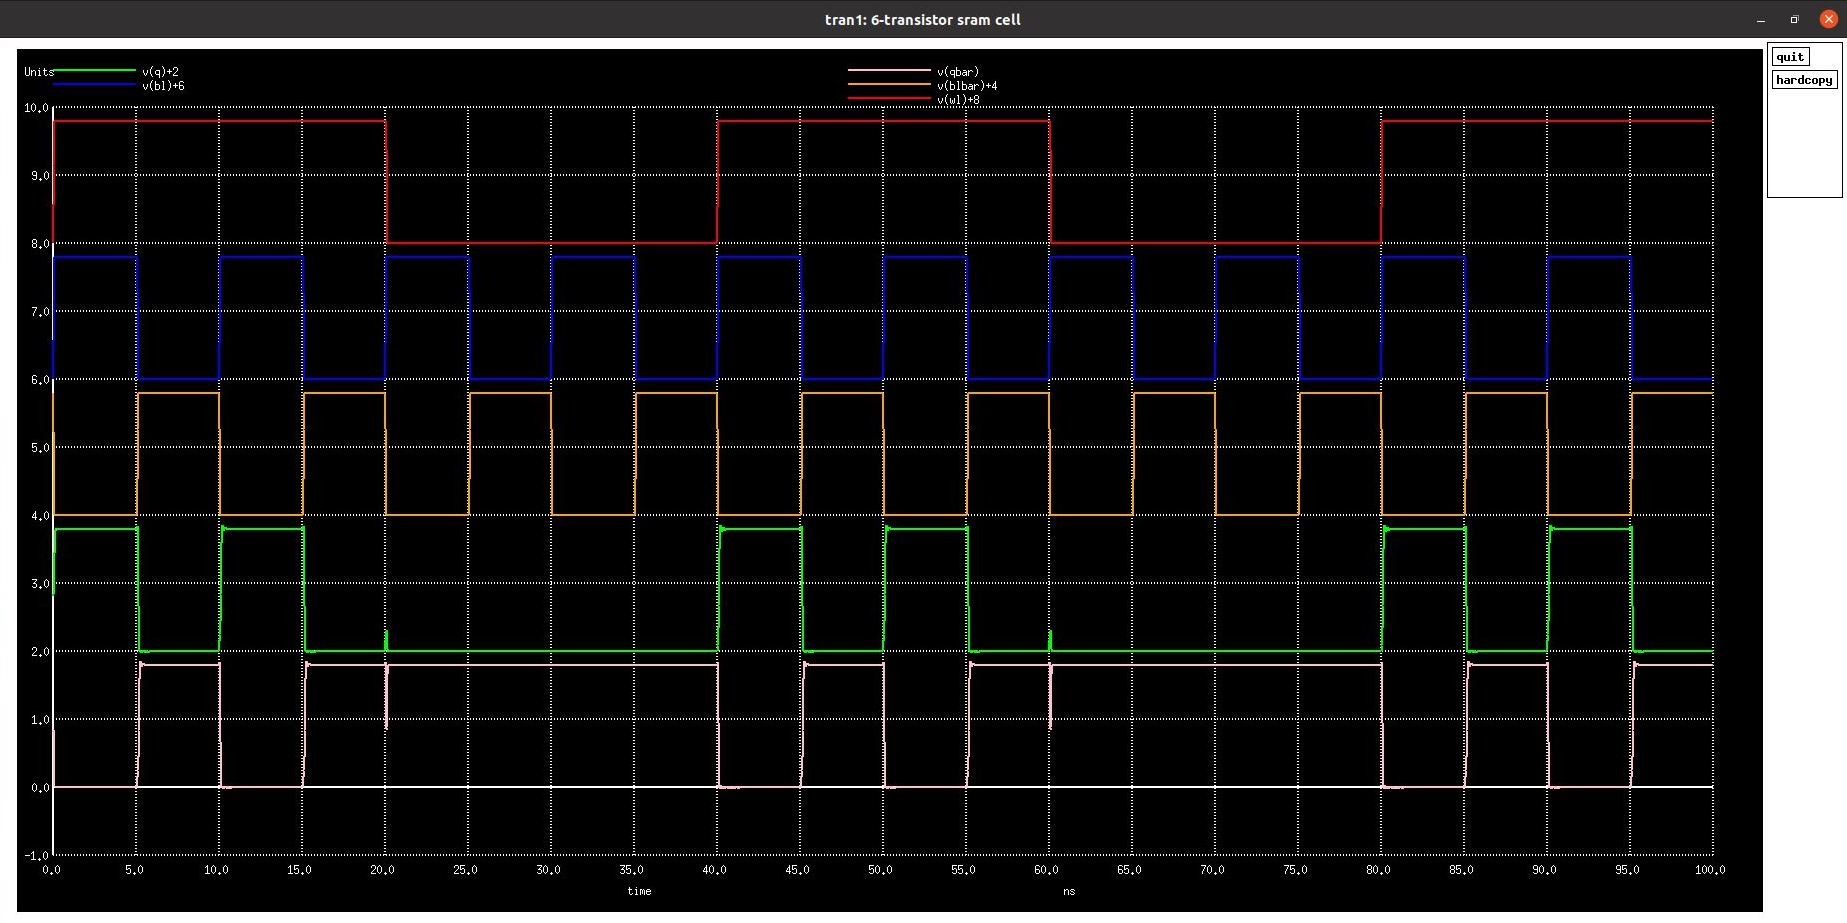 tran1: 6-transistor sram cell
quit
hardcopy
Units v(q)+2 v(qbar)
v(bl)+6 v(blbar)+4
v(wl)+8
10.0
9.0
8.0
7.0
6.0
5.0
4.0
3.0
2.0
1.0
0.0
-1.0
0.0 5.0 10.0 15.0 20.0 25.0 30.0 35.0 40.0 45.0 50.0 55.0 60.0 65.0 70.0 75.0 80.0 85.0 90.0 95.0 100.0
time ns